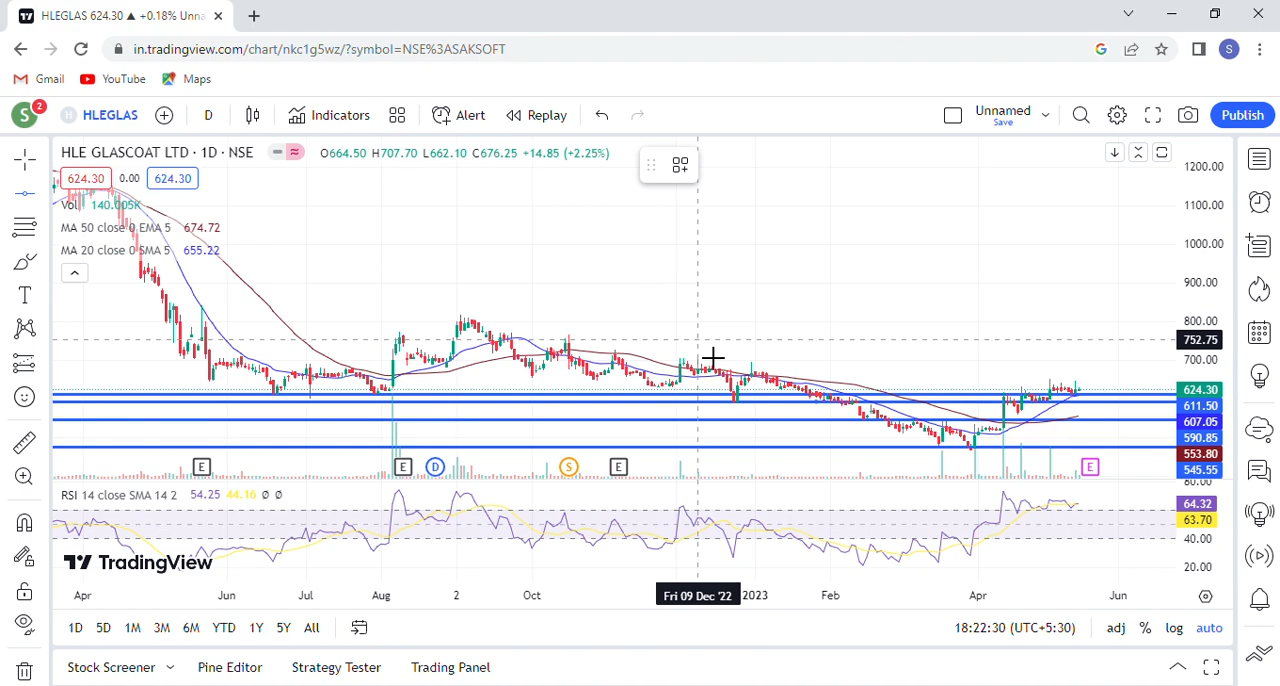 HLEGLAS 624.30 ▲ +0.18% Unna
in.tradingview.com/chart/nkc1g5wz/?symbol=NSE%3ASAKSOFT
S
Gmail YouTube Maps
S 2 H HLEGLAS D Indicators Alert Replay Unnamed Save Publish
HLE GLASCOAT LTD · 1D · NSE O664.50 H707.70 L662.10 C676.25 +14.85 (+2.25%)
624.30 0.00 624.30
Vol 140.005K
MA 50 close 0 EMA 5 674.72
MA 20 close 0 SMA 5 655.22
1200.00
1100.00
1000.00
900.00
800.00
752.75
700.00
624.30
611.50
607.05
590.85
553.80
545.55
E E D S E E
80.00
RSI 14 close SMA 14 2 54.25 44.16 Ø Ø
64.32
63.70
40.00
20.00
TradingView
Apr Jun Jul Aug 2 Oct Fri 09 Dec '22 2023 Feb Apr Jun
1D 5D 1M 3M 6M YTD 1Y 5Y All 18:22:30 (UTC+5:30) adj % log auto
Stock Screener Pine Editor Strategy Tester Trading Panel